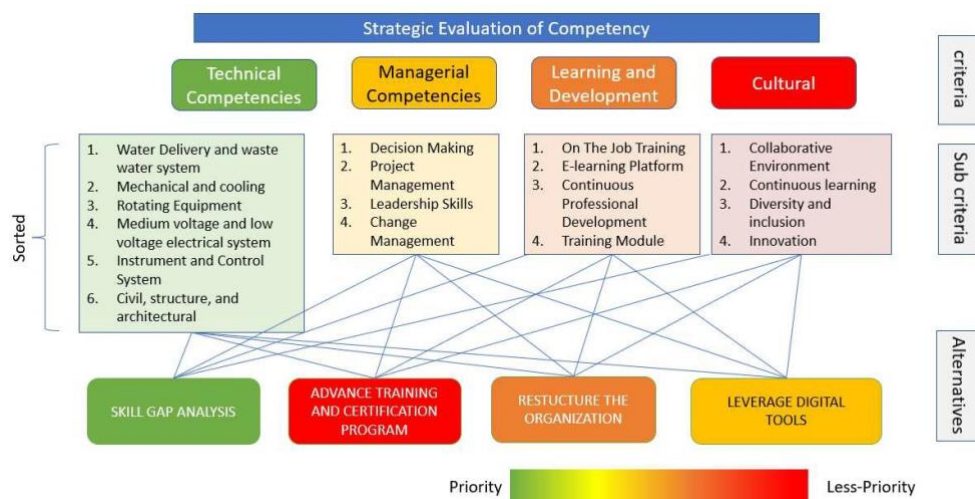 Strategic Evaluation of Competency
criteria
Technical
Competencies
Managerial
Competencies
Learning and
Development
Cultural
Sorted
1. Water Delivery and waste
water system
2. Mechanical and cooling
3. Rotating Equipment
4. Medium voltage and low
voltage electrical system
5. Instrument and Control
System
6. Civil, structure, and
architectural
1. Decision Making
2. Project
Management
3. Leadership Skills
4. Change
Management
1. On The Job Training
2. E-learning Platform
3. Continuous
Professional
Development
4. Training Module
1. Collaborative
Environment
2. Continuous learning
3. Diversity and
inclusion
4. Innovation
Sub criteria
SKILL GAP ANALYSIS
ADVANCE TRAINING
AND CERTIFICATION
PROGRAM
RESTUCTURE THE
ORGANIZATION
LEVERAGE DIGITAL
TOOLS
Alternatives
Priority
Less-Priority